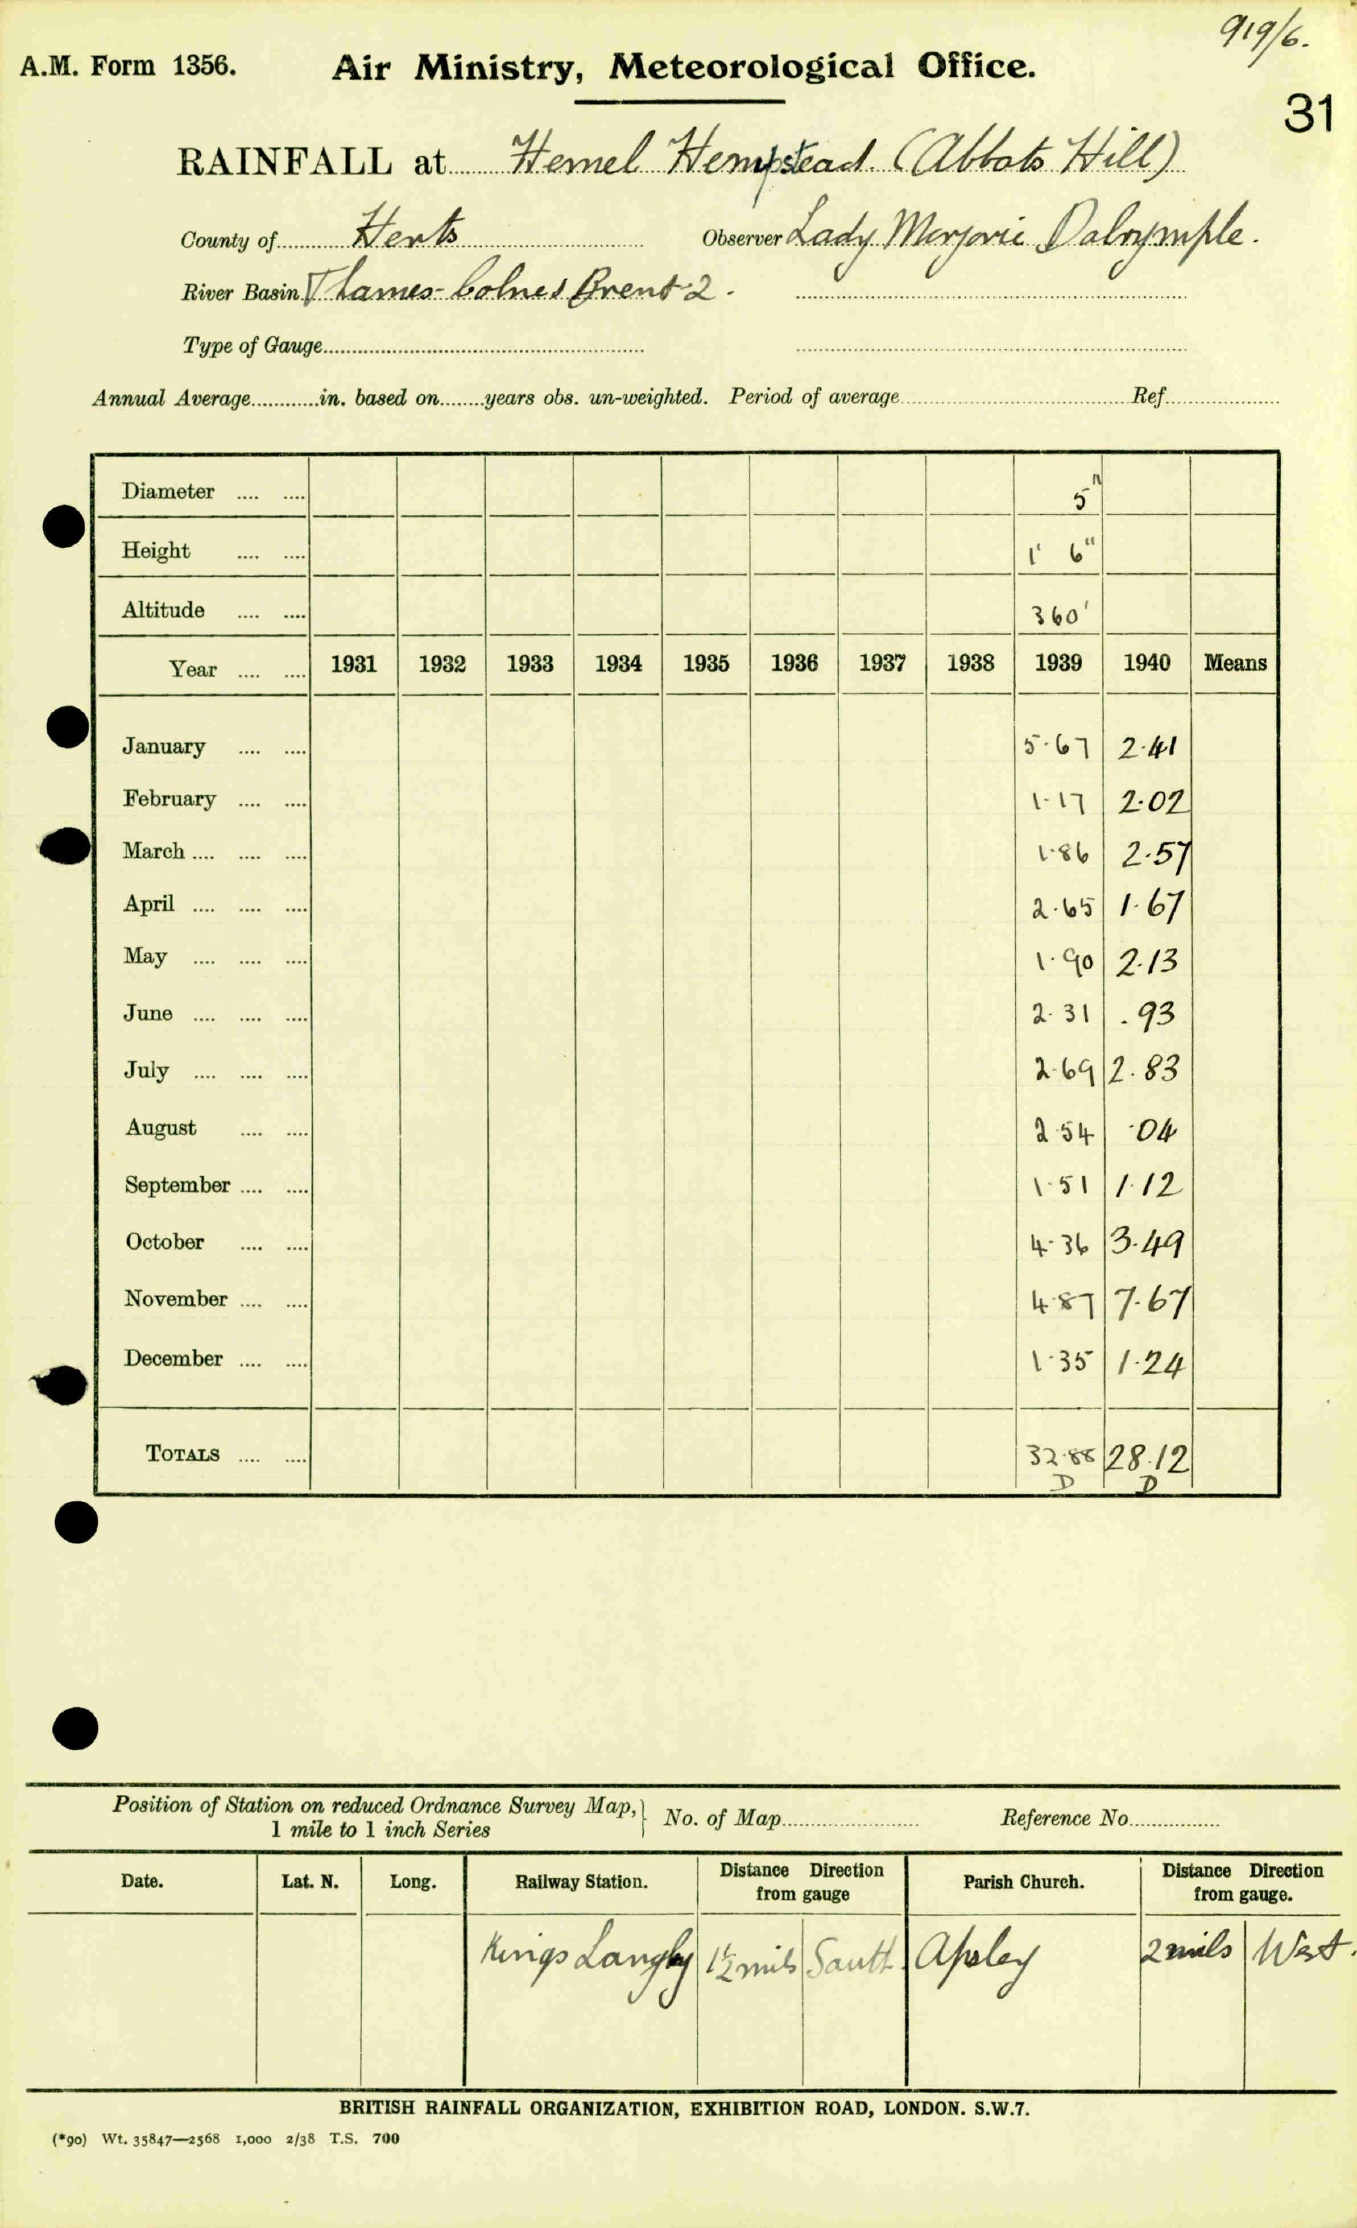 919/6.
A.M. Form 1356. Air Ministry, Meteorological Office.
31
RAINFALL at Hemel Hempstead. (Abbots Hill)
County of Herts Observer Lady Marjorie Dalrymple.
River Basin Thames-Colne & Brent 2.
Type of Gauge
Annual Average in. based on years obs. un-weighted. Period of average Ref
Diameter 5"
Height 1' 6"
Altitude 360'
Year 1931 1932 1933 1934 1935 1936 1937 1938 1939 1940 Means
January 5.67 2.41
February 1.17 2.02
March 1.86 2.57
April 2.65 1.67
May 1.90 2.13
June 2.31 .93
July 2.69 2.83
August 2.54 .04
September 1.51 1.12
October 4.36 3.49
November 4.87 7.67
December 1.35 1.24
TOTALS 32.88 28.12
D D
Position of Station on reduced Ordnance Survey Map, No. of Map Reference No.
1 mile to 1 inch Series
Date. Lat. N. Long. Railway Station. Distance Direction from gauge Parish Church. Distance Direction from gauge.
Kings Langley 1½ mils South Apsley 2 mils West.
BRITISH RAINFALL ORGANIZATION, EXHIBITION ROAD, LONDON. S.W.7.
(*90) Wt. 35847—2568 1,000 2/38 T.S. 700